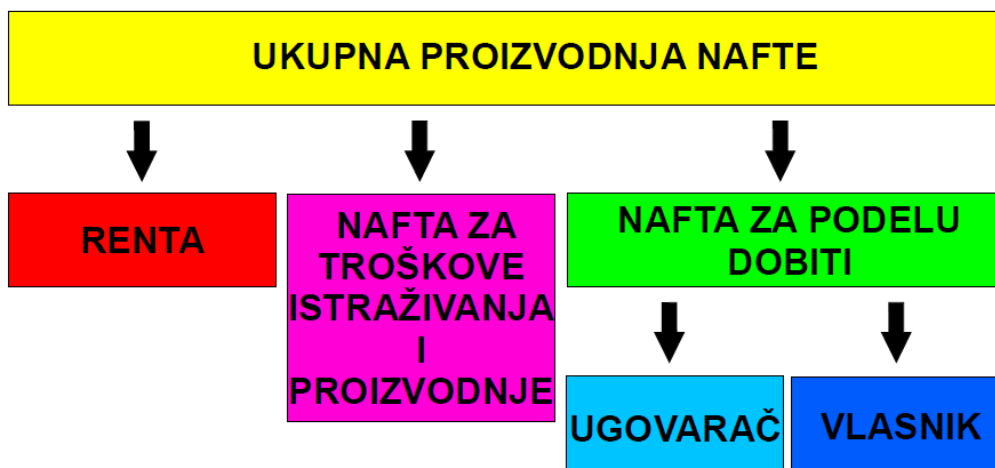 UKUPNA PROIZVODNJA NAFTE
RENTA
NAFTA ZA
TROŠKOVE
ISTRAŽIVANJA
I
PROIZVODNJE
NAFTA ZA PODELU
DOBITI
UGOVARAČ
VLASNIK